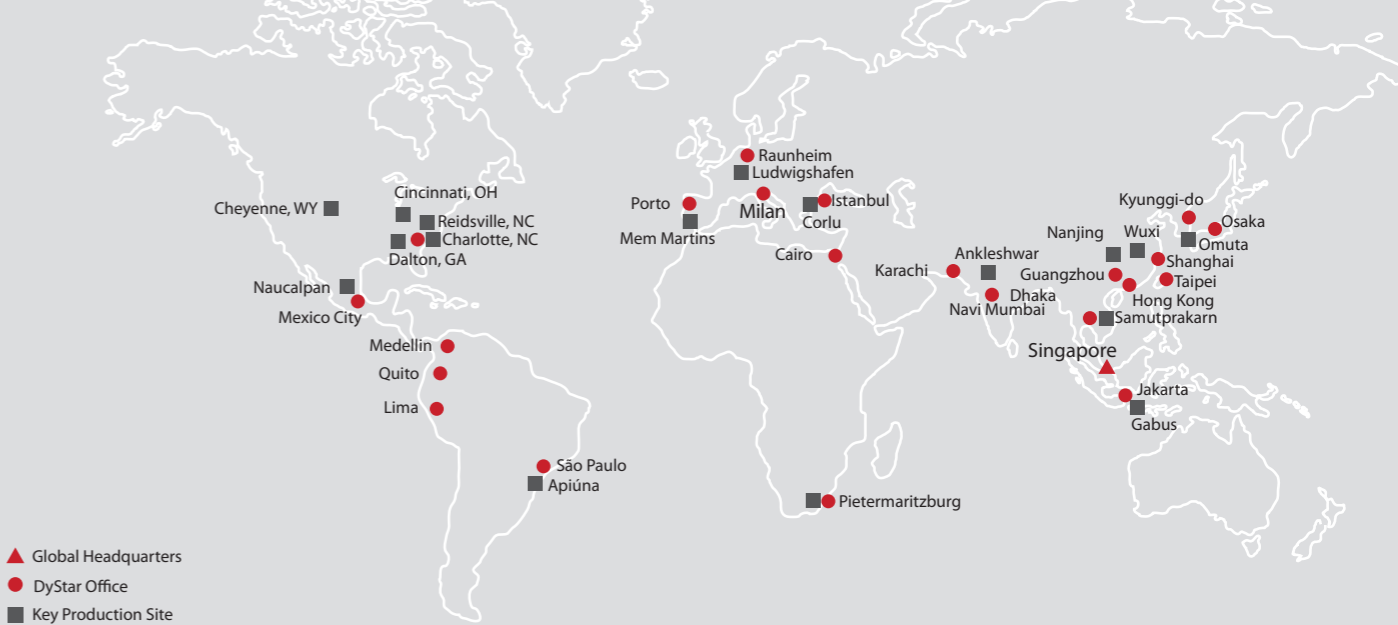 Cincinnati, OH
Cheyenne, WY
Reidsville, NC
Charlotte, NC
Dalton, GA
Naucalpan
Mexico City
Medellin
Quito
Lima
São Paulo
Apiúna
Raunheim
Ludwigshafen
Porto
Milan
Istanbul
Corlu
Mem Martins
Cairo
Pietermaritzburg
Karachi
Ankleshwar
Dhaka
Navi Mumbai
Kyunggi-do
Osaka
Nanjing
Wuxi
Omuta
Shanghai
Guangzhou
Taipei
Hong Kong
Samutprakarn
Singapore
Jakarta
Gabus
Global Headquarters
DyStar Office
Key Production Site